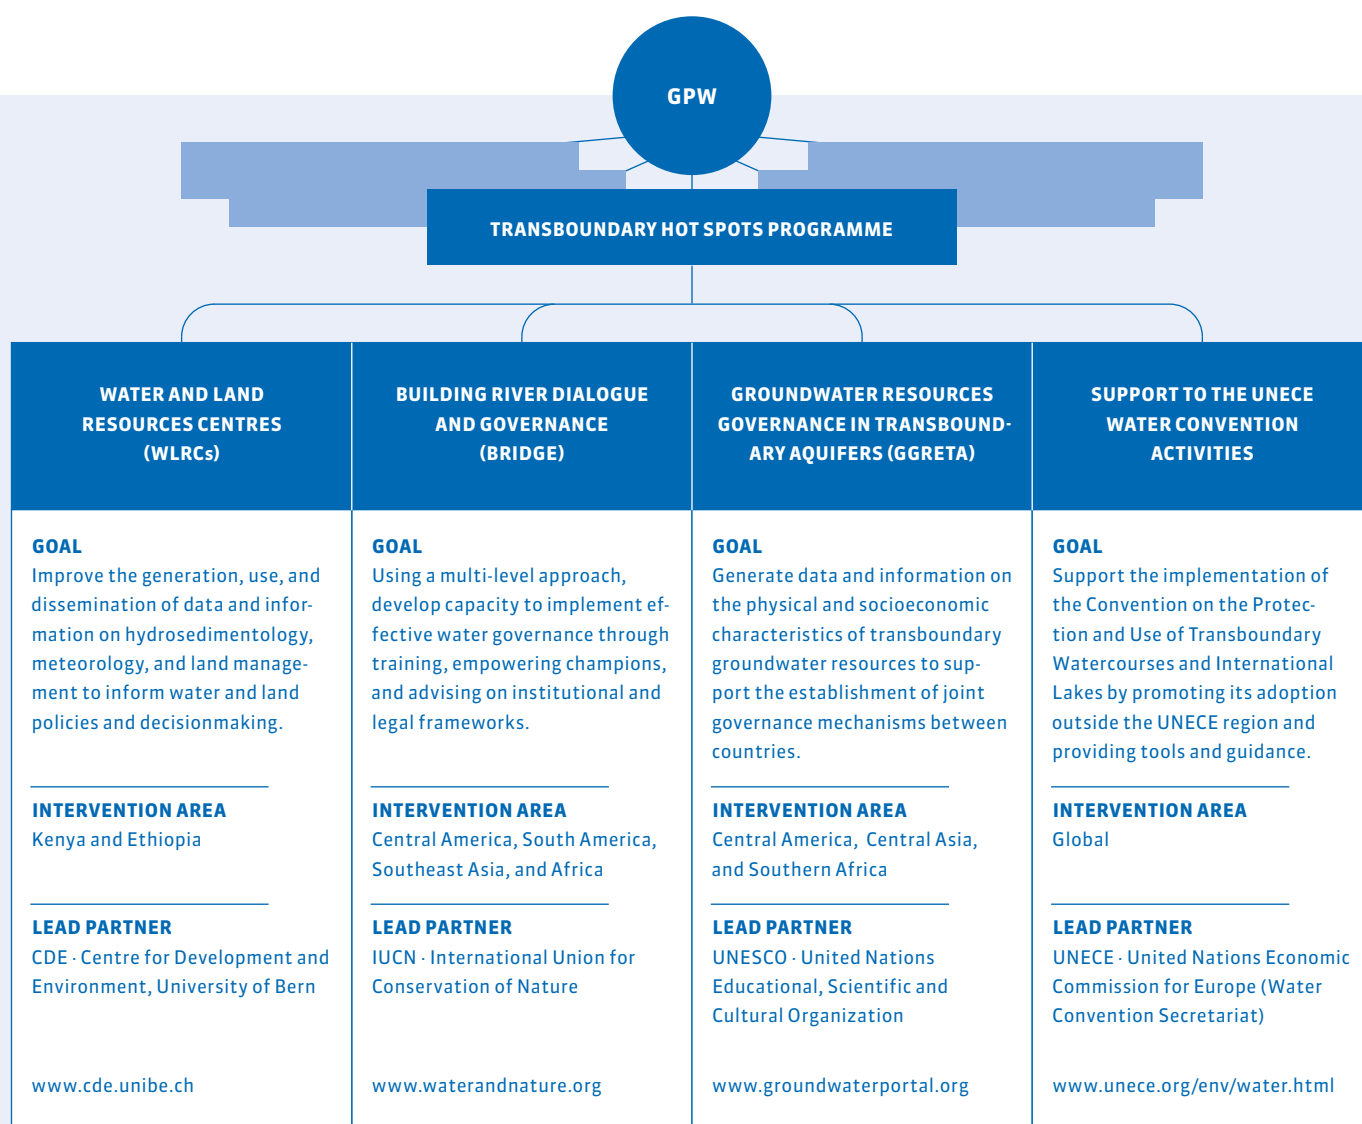 GPW
TRANSBOUNDARY HOT SPOTS PROGRAMME
WATER AND LAND
RESOURCES CENTRES
(WLRCs)
GOAL
Improve the generation, use, and
dissemination of data and infor-
mation on hydrosedimentology,
meteorology, and land manage-
ment to inform water and land
policies and decisionmaking.
INTERVENTION AREA
Kenya and Ethiopia
LEAD PARTNER
CDE · Centre for Development and
Environment, University of Bern
www.cde.unibe.ch
BUILDING RIVER DIALOGUE
AND GOVERNANCE
(BRIDGE)
GOAL
Using a multi-level approach,
develop capacity to implement ef-
fective water governance through
training, empowering champions,
and advising on institutional and
legal frameworks.
INTERVENTION AREA
Central America, South America,
Southeast Asia, and Africa
LEAD PARTNER
IUCN · International Union for
Conservation of Nature
www.waterandnature.org
GROUNDWATER RESOURCES
GOVERNANCE IN TRANSBOUND-
ARY AQUIFERS (GGRETA)
GOAL
Generate data and information on
the physical and socioeconomic
characteristics of transboundary
groundwater resources to sup-
port the establishment of joint
governance mechanisms between
countries.
INTERVENTION AREA
Central America, Central Asia,
and Southern Africa
LEAD PARTNER
UNESCO · United Nations
Educational, Scientific and
Cultural Organization
www.groundwaterportal.org
SUPPORT TO THE UNECE
WATER CONVENTION
ACTIVITIES
GOAL
Support the implementation of
the Convention on the Protec-
tion and Use of Transboundary
Watercourses and International
Lakes by promoting its adoption
outside the UNECE region and
providing tools and guidance.
INTERVENTION AREA
Global
LEAD PARTNER
UNECE · United Nations Economic
Commission for Europe (Water
Convention Secretariat)
www.unece.org/env/water.html